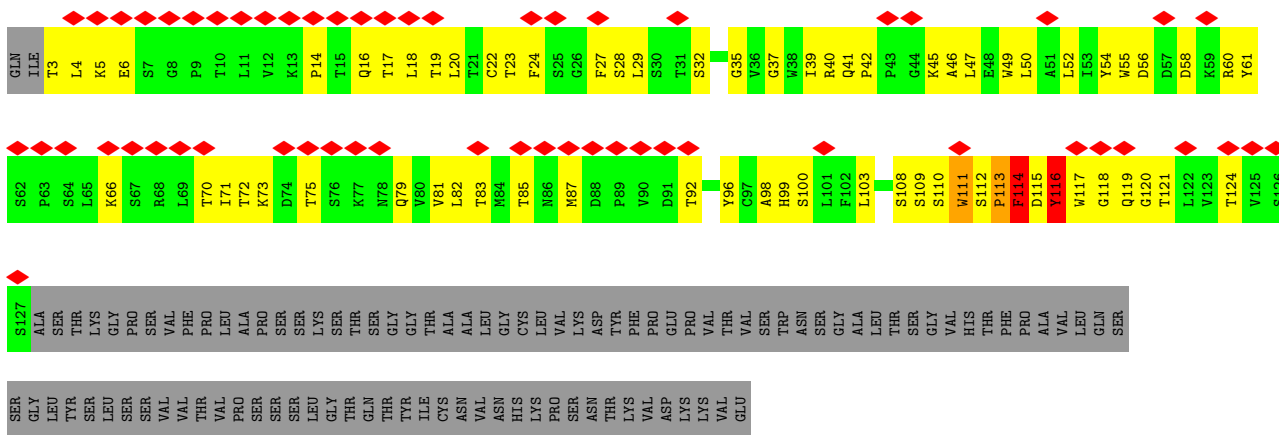 GLN ILE T3 L4 K5 E6 S7 G8 P9 T10 L11 V12 K13 P14 T15 Q16 T17 L18 T19 L20 T21 C22 T23 F24 S25 G26 F27 S28 L29 S30 T31 S32 G35 V36 G37 W38 I39 R40 Q41 P42 P43 G44 K45 A46 L47 E48 W49 L50 A51 L52 I53 Y54 W55 D56 D57 D58 K59 R60 Y61
S62 P63 S64 L65 K66 S67 R68 L69 T70 I71 T72 K73 D74 T75 S76 K77 N78 Q79 V80 V81 L82 T83 M84 T85 N86 M87 D88 P89 V90 D91 T92 Y96 C97 A98 H99 S100 L101 F102 L103 S108 S109 S110 W111 S112 P113 F114 D115 Y116 W117 G118 Q119 G120 T121 L122 V123 T124 V125 S126
S127 ALA SER THR LYS GLY PRO SER VAL PHE PRO LEU ALA PRO SER SER LYS SER THR SER GLY GLY THR ALA ALA LEU GLY CYS LEU VAL LYS ASP TYR PHE PRO GLU PRO VAL THR VAL SER TRP ASN SER GLY ALA LEU THR SER GLY VAL HIS THR PHE PRO ALA VAL LEU GLN SER
SER GLY LEU TYR SER LEU SER SER VAL VAL THR VAL PRO SER SER SER LEU GLY THR GLN THR TYR ILE CYS ASN VAL ASN HIS LYS PRO SER ASN THR LYS VAL ASP LYS LYS VAL GLU